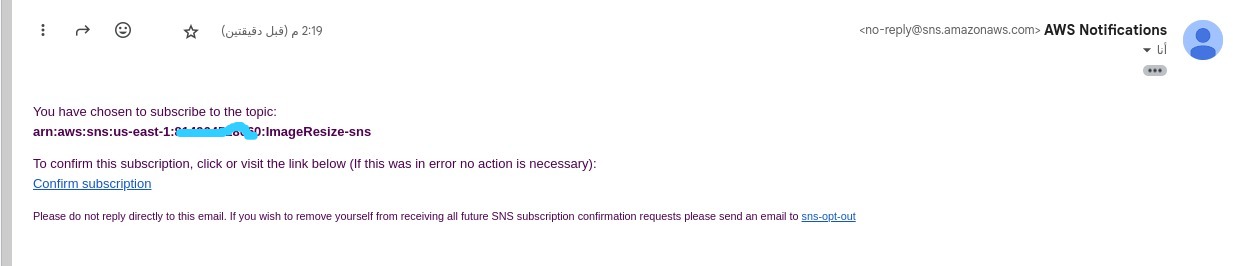 AWS Notifications <no-reply@sns.amazonaws.com>
2:19 م (قبل دقيقتين)
أنا
You have chosen to subscribe to the topic:
arn:aws:sns:us-east-1: :ImageResize-sns
To confirm this subscription, click or visit the link below (If this was in error no action is necessary):
Confirm subscription
Please do not reply directly to this email. If you wish to remove yourself from receiving all future SNS subscription confirmation requests please send an email to sns-opt-out